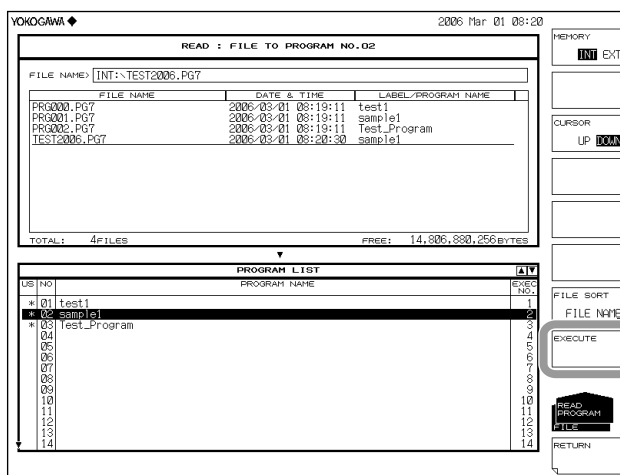 YOKOGAWA ◆ 2006 Mar 01 08:20
READ : FILE TO PROGRAM NO.02
FILE NAME> INT:\TEST2006.PG7
FILE NAME DATE & TIME LABEL/PROGRAM NAME
PRG000.PG7 2006/03/01 08:19:11 test1
PRG001.PG7 2006/03/01 08:19:11 sample1
PRG002.PG7 2006/03/01 08:19:11 Test_Program
TEST2006.PG7 2006/03/01 08:20:30 sample1
TOTAL: 4FILES FREE: 14,806,880,256BYTES
PROGRAM LIST
US NO PROGRAM NAME EXEC NO.
* 01 test1 1
* 02 sample1 2
* 03 Test_Program 3
04 4
05 5
06 6
07 7
08 8
09 9
10 10
11 11
12 12
13 13
14 14
MEMORY
INT EXT
CURSOR
UP DOWN
FILE SORT
FILE NAME
EXECUTE
READ
PROGRAM
FILE
RETURN